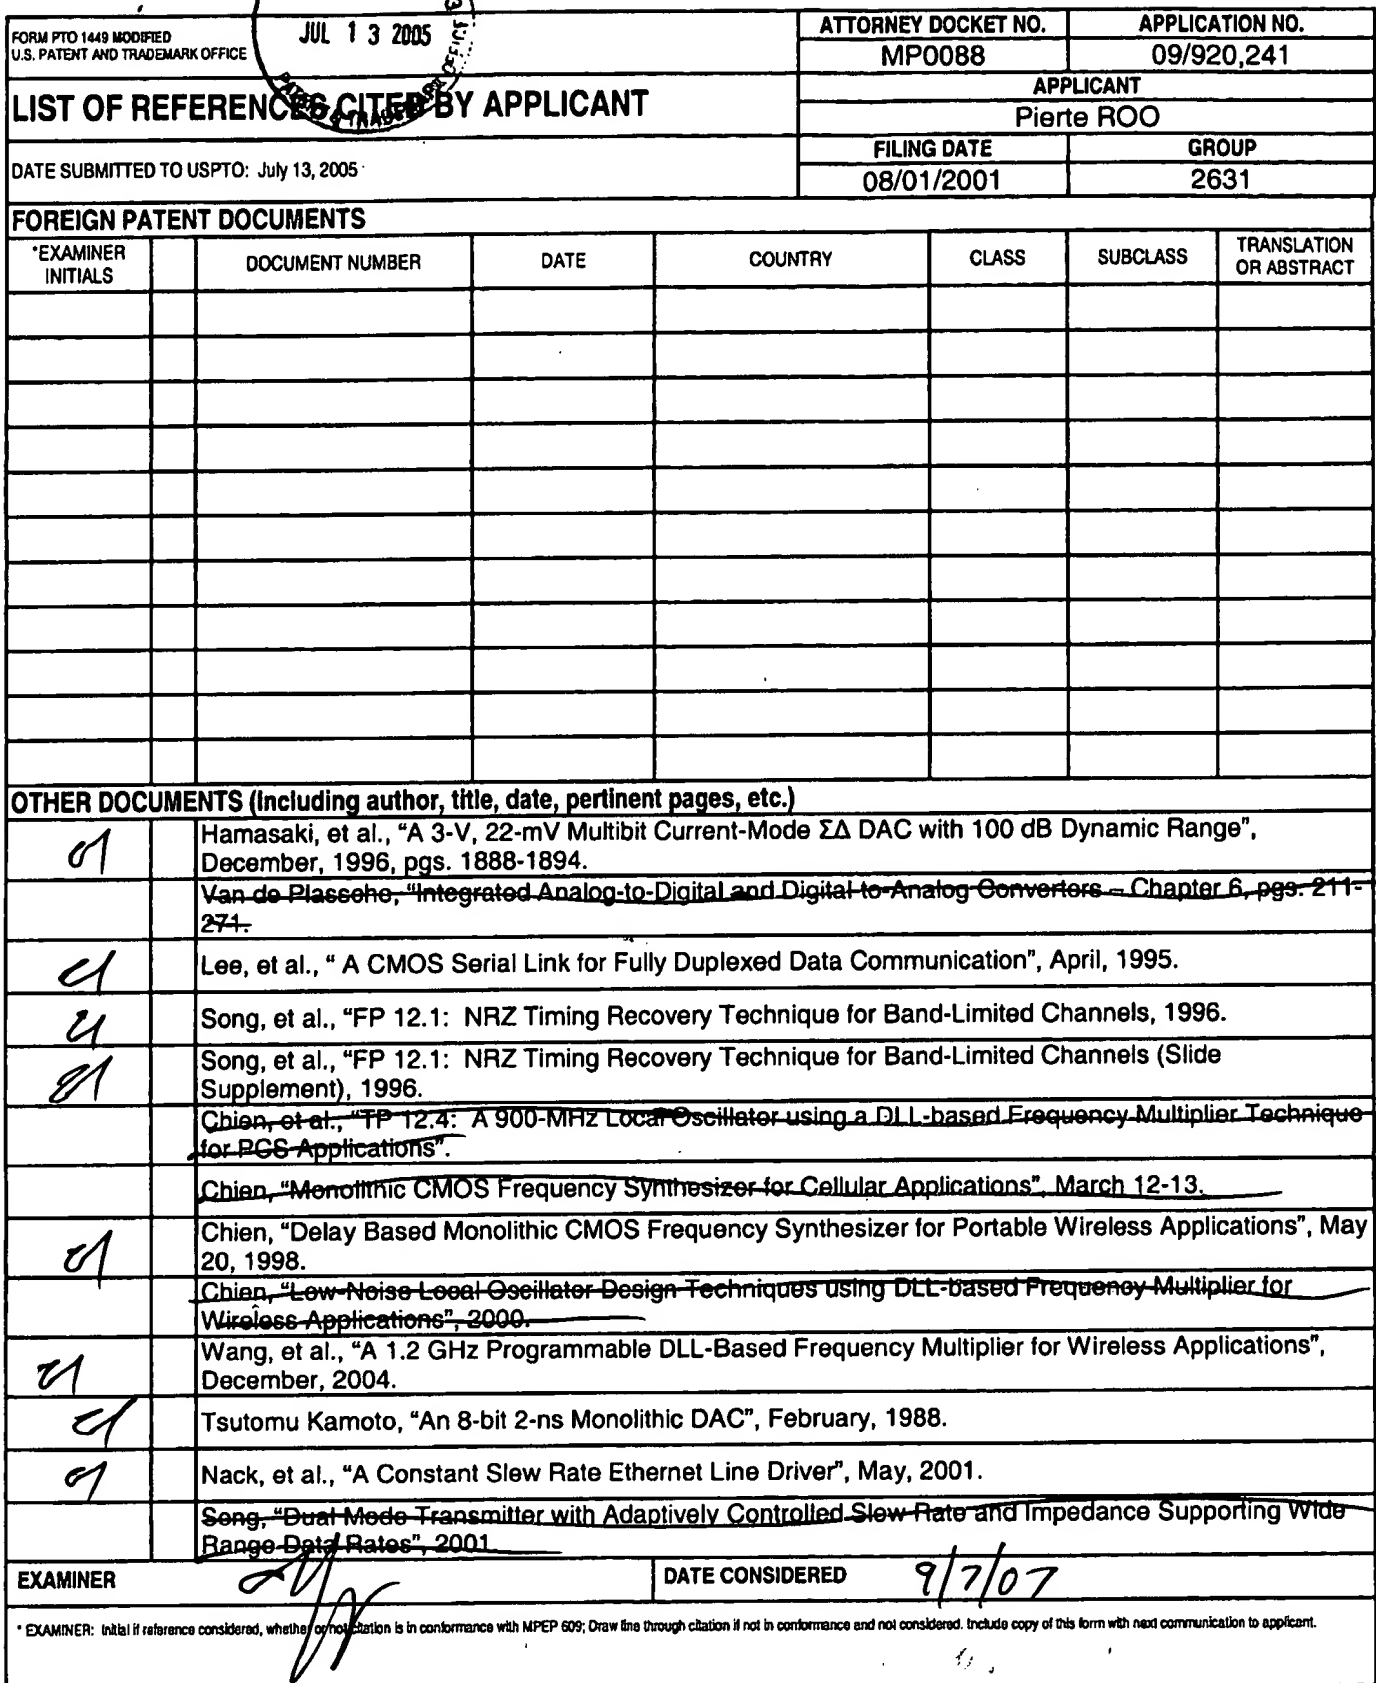 FORM PTO 1449 MODIFIED
U.S. PATENT AND TRADEMARK OFFICE
JUL 1 3 2005
ATTORNEY DOCKET NO.
APPLICATION NO.
MP0088
09/920,241
LIST OF REFERENCES CITED BY APPLICANT
APPLICANT
Pierte ROO
DATE SUBMITTED TO USPTO: July 13, 2005
FILING DATE
GROUP
08/01/2001
2631
FOREIGN PATENT DOCUMENTS
*EXAMINER INITIALS
DOCUMENT NUMBER
DATE
COUNTRY
CLASS
SUBCLASS
TRANSLATION OR ABSTRACT
OTHER DOCUMENTS (Including author, title, date, pertinent pages, etc.)
Hamasaki, et al., “A 3-V, 22-mV Multibit Current-Mode ΣΔ DAC with 100 dB Dynamic Range”,
December, 1996, pgs. 1888-1894.
Van de Plassche, “Integrated Analog-to-Digital and Digital-to-Analog Converters – Chapter 6, pgs. 211-
271.
Lee, et al., “ A CMOS Serial Link for Fully Duplexed Data Communication”, April, 1995.
Song, et al., “FP 12.1: NRZ Timing Recovery Technique for Band-Limited Channels, 1996.
Song, et al., “FP 12.1: NRZ Timing Recovery Technique for Band-Limited Channels (Slide
Supplement), 1996.
Chien, et al., “TP 12.4: A 900-MHz Local Oscillator using a DLL-based Frequency Multiplier Technique
for PCS Applications”.
Chien, “Monolithic CMOS Frequency Synthesizer for Cellular Applications”, March 12-13.
Chien, “Delay Based Monolithic CMOS Frequency Synthesizer for Portable Wireless Applications”, May
20, 1998.
Chien, “Low-Noise Local Oscillator Design Techniques using DLL-based Frequency Multiplier for
Wireless Applications”, 2000.
Wang, et al., “A 1.2 GHz Programmable DLL-Based Frequency Multiplier for Wireless Applications”,
December, 2004.
Tsutomu Kamoto, “An 8-bit 2-ns Monolithic DAC”, February, 1988.
Nack, et al., “A Constant Slew Rate Ethernet Line Driver”, May, 2001.
Song, “Dual Mode Transmitter with Adaptively Controlled Slew Rate and Impedance Supporting Wide
Range Data Rates”, 2001
EXAMINER
DATE CONSIDERED
9/7/07
* EXAMINER: Initial if reference considered, whether or not citation is in conformance with MPEP 609; Draw line through citation if not in conformance and not considered. Include copy of this form with next communication to applicant.